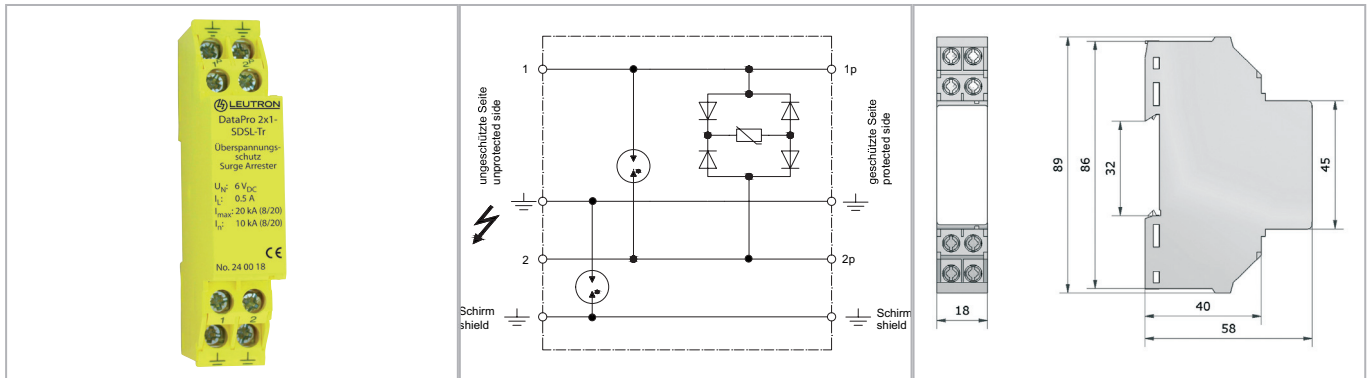 1' 2'
LEUTRON
DataPro 2x1-
SDSL-Tr
Überspannungs-
schutz
Surge Arrester
UN: 6 VDC
IL: 0.5 A
Imax: 20 kA (8/20)
In: 10 kA (8/20)
CE
No. 24 00 18
1 2
1
1p
ungeschützte Seite
unprotected side
geschützte Seite
protected side
2
2p
Schirm
shield
Schirm
shield
18
89
86
32
45
40
58